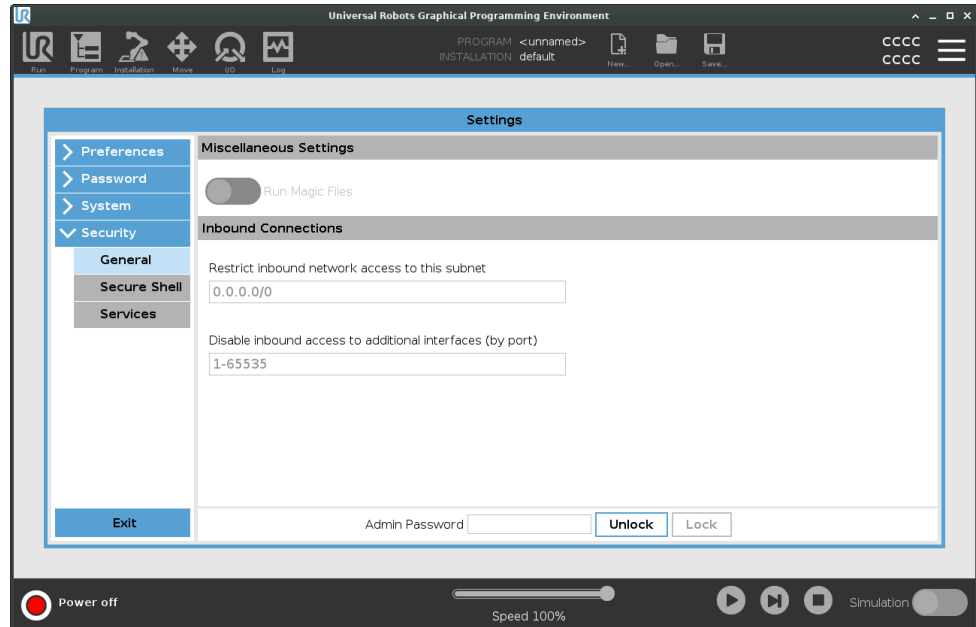 Universal Robots Graphical Programming Environment
UR
Run
Program
Installation
Move
I/O
Log
PROGRAM <unnamed>
INSTALLATION default
New...
Open...
Save...
cccc
cccc
Settings
Preferences
Password
System
Security
General
Secure Shell
Services
Exit
Miscellaneous Settings
Run Magic Files
Inbound Connections
Restrict inbound network access to this subnet
0.0.0.0/0
Disable inbound access to additional interfaces (by port)
1-65535
Admin Password
Unlock
Lock
Power off
Speed 100%
Simulation